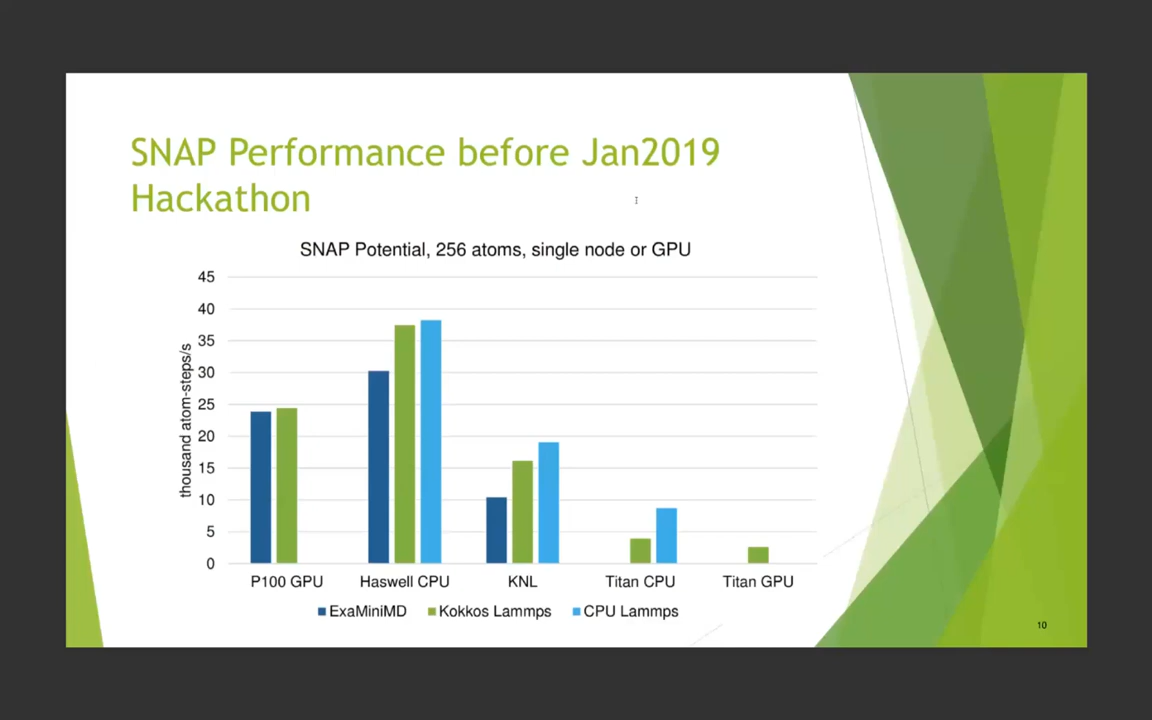 SNAP Performance before Jan2019
Hackathon
SNAP Potential, 256 atoms, single node or GPU
thousand atom-steps/s
45
40
35
30
25
20
15
10
5
0
P100 GPU
Haswell CPU
KNL
Titan CPU
Titan GPU
ExaMiniMD
Kokkos Lammps
CPU Lammps
10